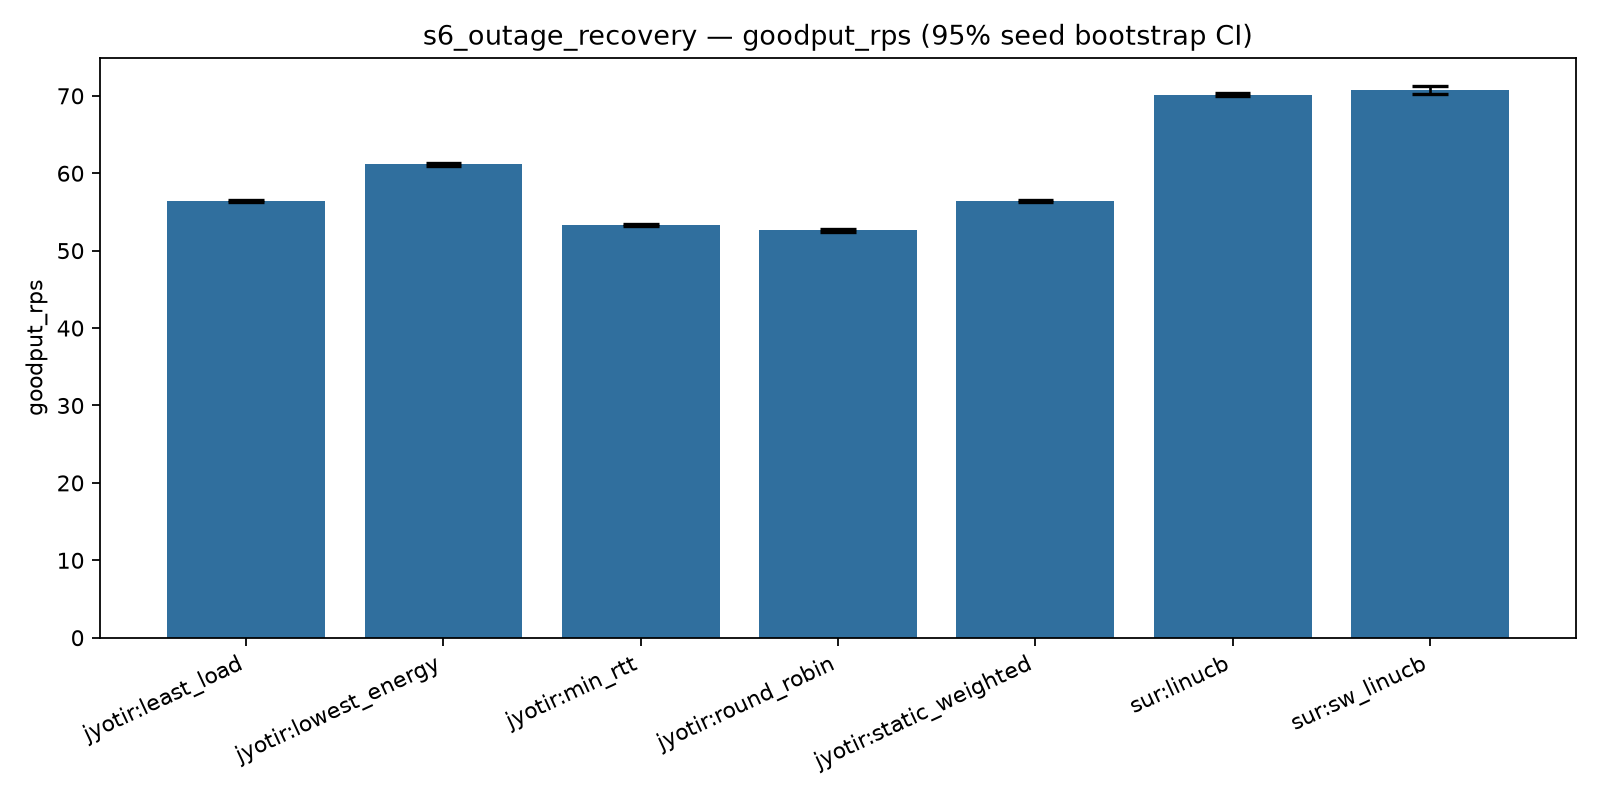 s6_outage_recovery — goodput_rps (95% seed bootstrap CI)
goodput_rps
70
60
50
40
30
20
10
0
jyotir:least_load
jyotir:lowest_energy
jyotir:min_rtt
jyotir:round_robin
jyotir:static_weighted
sur:linucb
sur:sw_linucb